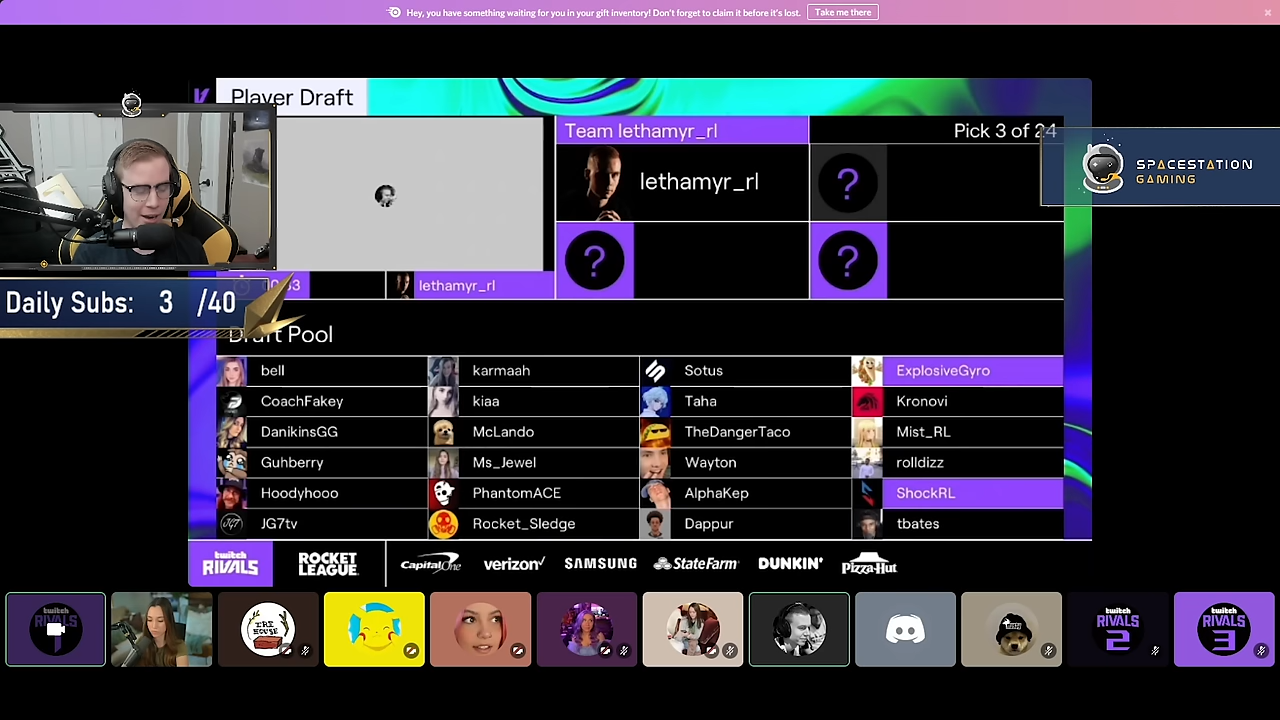 Hey, you have something waiting for you in your gift inventory! Don't forget to claim it before it's lost. Take me there
Player Draft
Team lethamyr_rl
Pick 3 of 24
lethamyr_rl
?
?
?
SPACESTATION
GAMING
lethamyr_rl
Daily Subs: 3 /40
Draft Pool
bell karmaah Sotus ExplosiveGyro
CoachFakey kiaa Taha Kronovi
DanikinsGG McLando TheDangerTaco Mist_RL
Guhberry Ms_Jewel Wayton rolldizz
Hoodyhooo PhantomACE AlphaKep ShockRL
JG7tv Rocket_Sledge Dappur tbates
twitch
RIVALS
ROCKET
LEAGUE
Capital One verizon SAMSUNG StateFarm DUNKIN' Pizza Hut
twitch
RIVALS
twitch
RIVALS
2
twitch
RIVALS
3